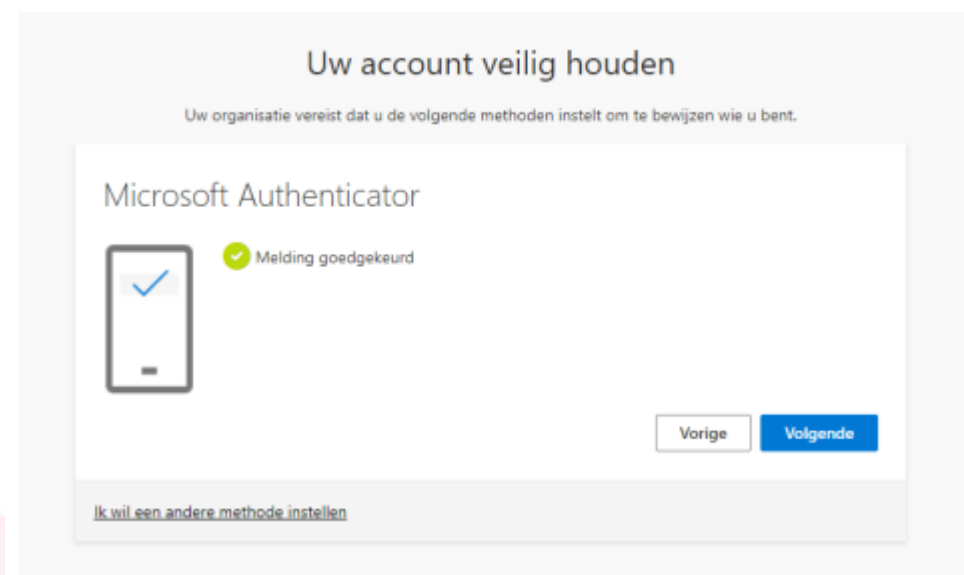 Uw account veilig houden
Uw organisatie vereist dat u de volgende methoden instelt om te bewijzen wie u bent.
Microsoft Authenticator
Melding goedgekeurd
Vorige
Volgende
Ik wil een andere methode instellen